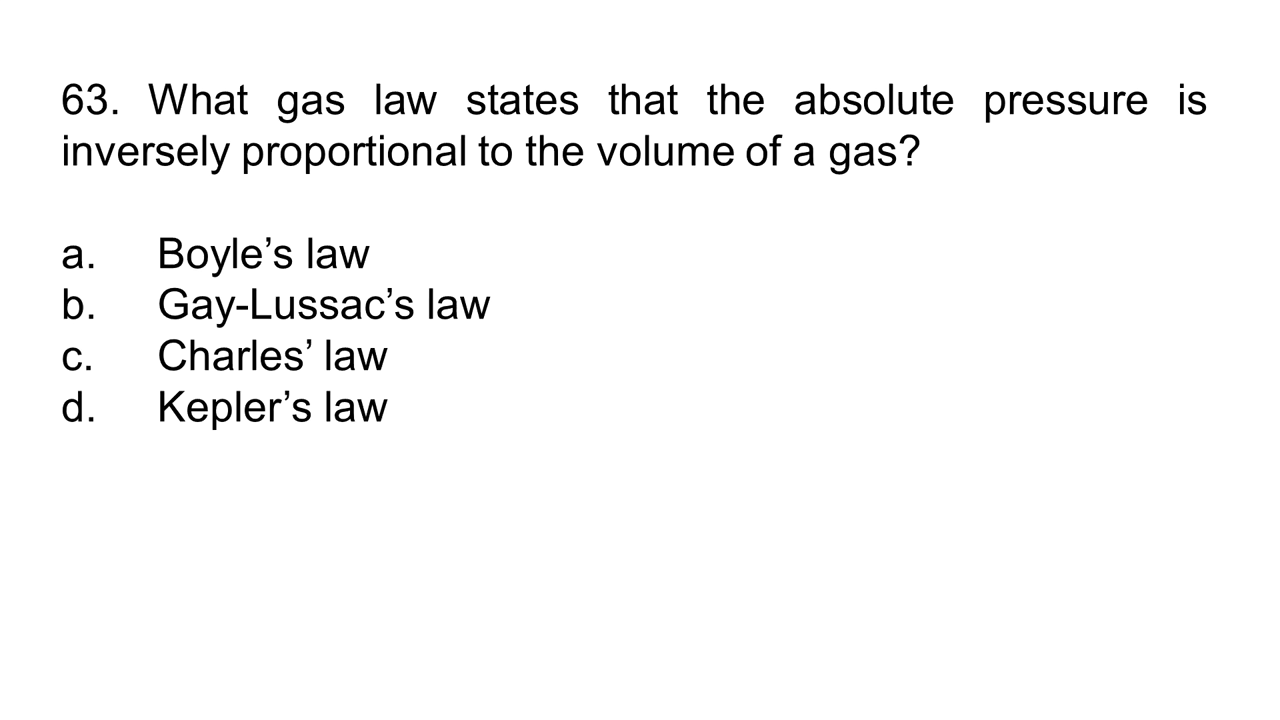 63. What gas law states that the absolute pressure is
inversely proportional to the volume of a gas?
a. Boyle’s law
b. Gay-Lussac’s law
c. Charles’ law
d. Kepler’s law